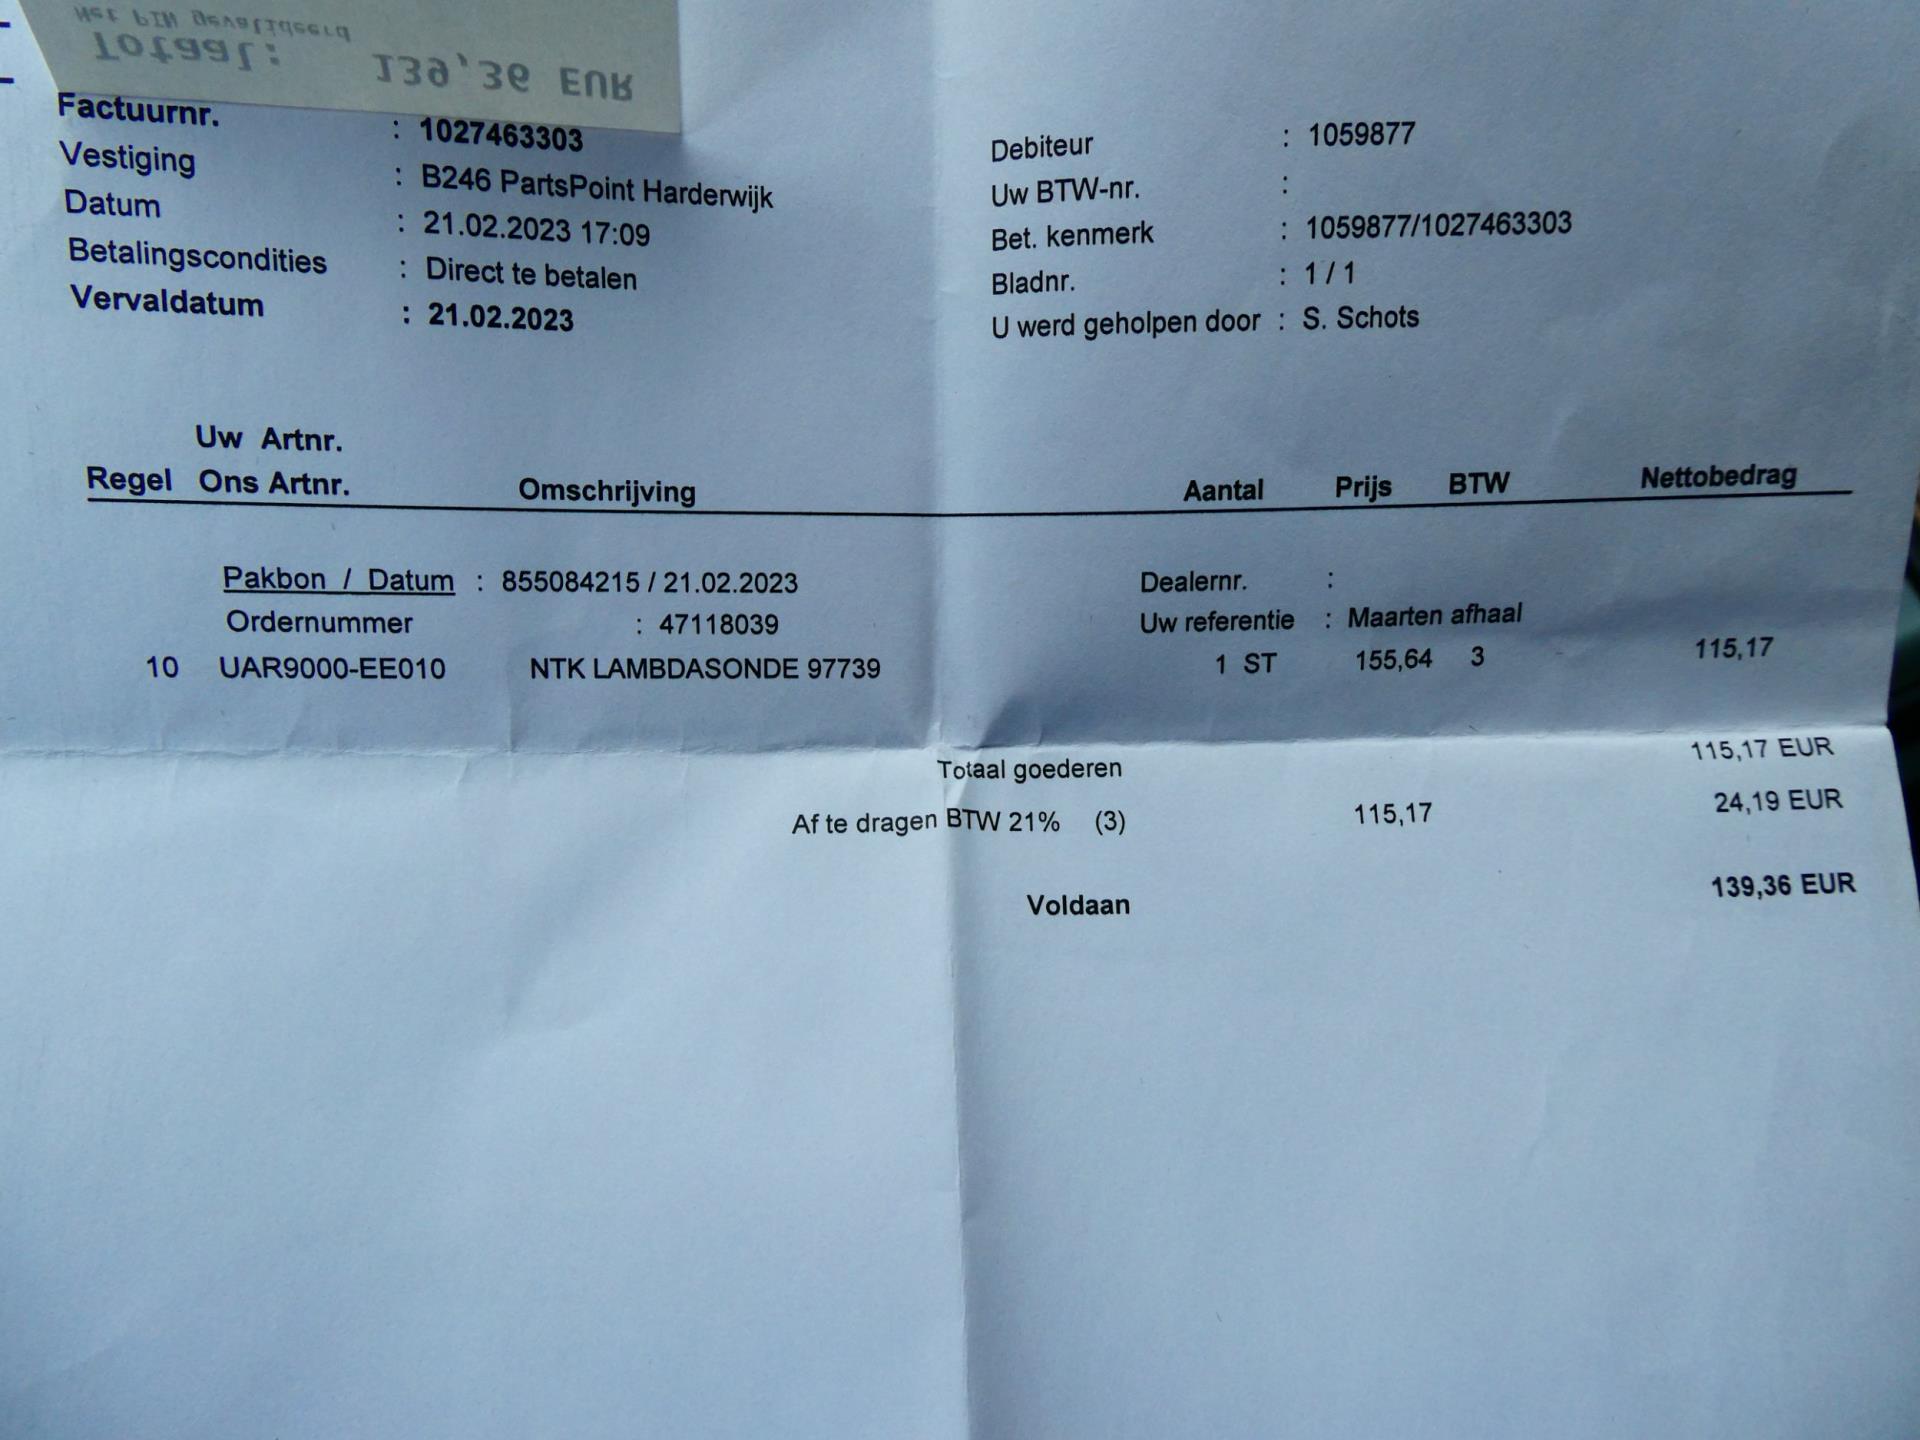 Met PIN gevalideerd
Totaal: 139,36 EUR
Factuurnr. : 1027463303
Vestiging : B246 PartsPoint Harderwijk
Datum : 21.02.2023 17:09
Betalingscondities : Direct te betalen
Vervaldatum : 21.02.2023
Debiteur : 1059877
Uw BTW-nr. :
Bet. kenmerk : 1059877/1027463303
Bladnr. : 1 / 1
U werd geholpen door : S. Schots
Uw Artnr.
Regel Ons Artnr. Omschrijving Aantal Prijs BTW Nettobedrag
Pakbon / Datum : 855084215 / 21.02.2023 Dealernr. :
Ordernummer : 47118039 Uw referentie : Maarten afhaal
10 UAR9000-EE010 NTK LAMBDASONDE 97739 1 ST 155,64 3 115,17
Totaal goederen 115,17 EUR
Af te dragen BTW 21% (3) 115,17 24,19 EUR
Voldaan 139,36 EUR